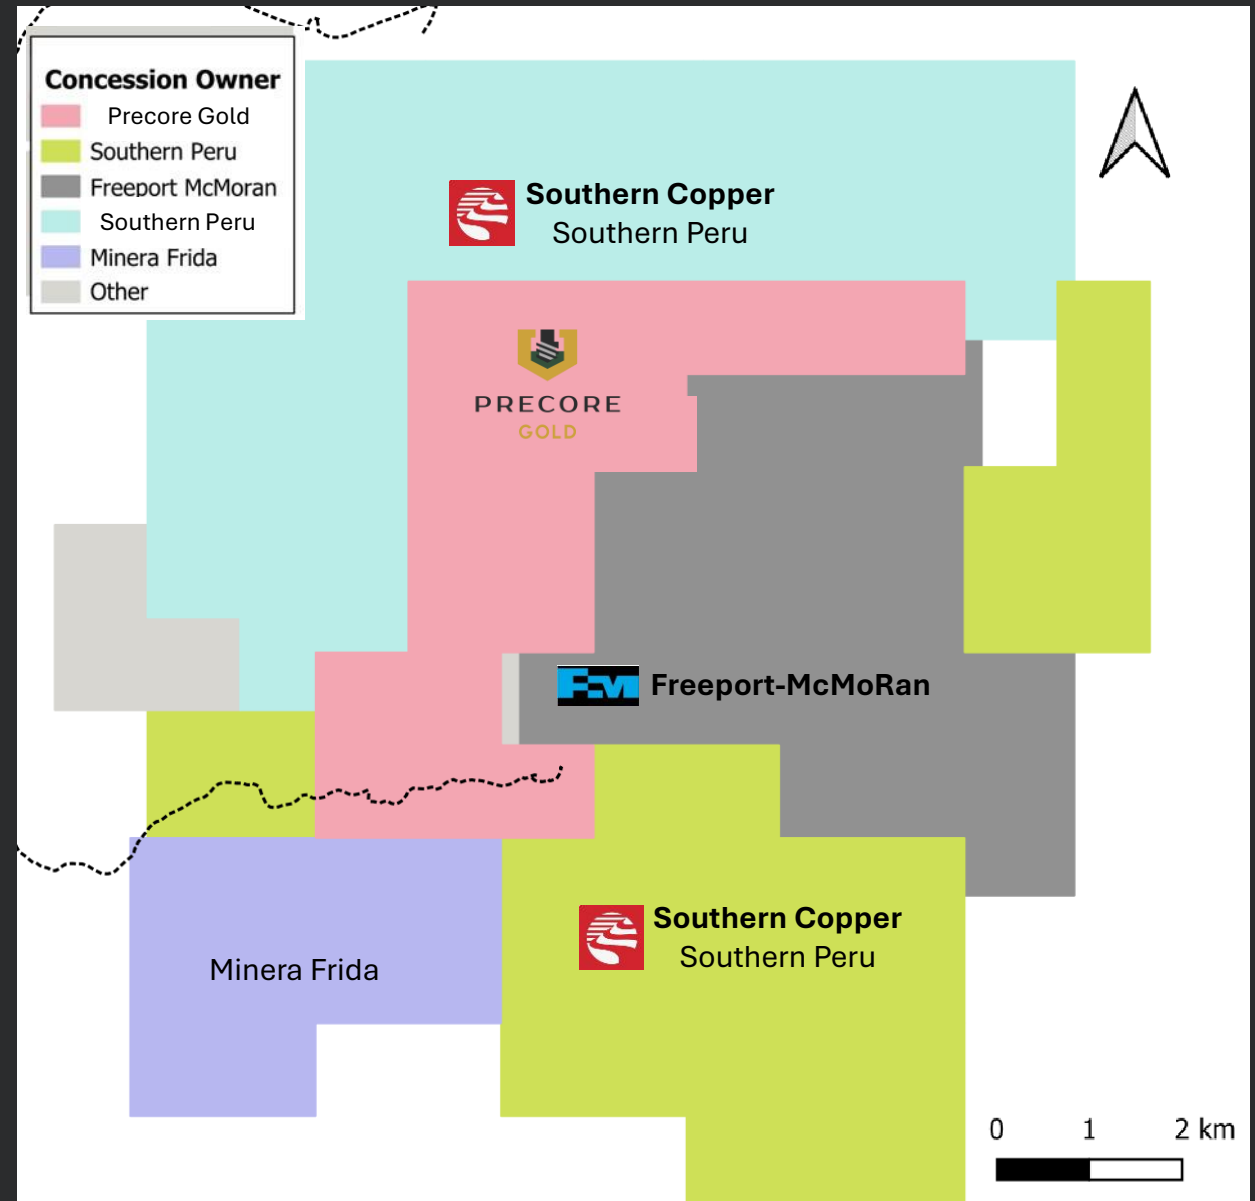 Concession Owner
Precore Gold
Southern Peru
Freeport McMoran
Southern Peru
Minera Frida
Other
Southern Copper
Southern Peru
PRECORE
GOLD
FM Freeport-McMoRan
Southern Copper
Southern Peru
Minera Frida
0 1 2 km